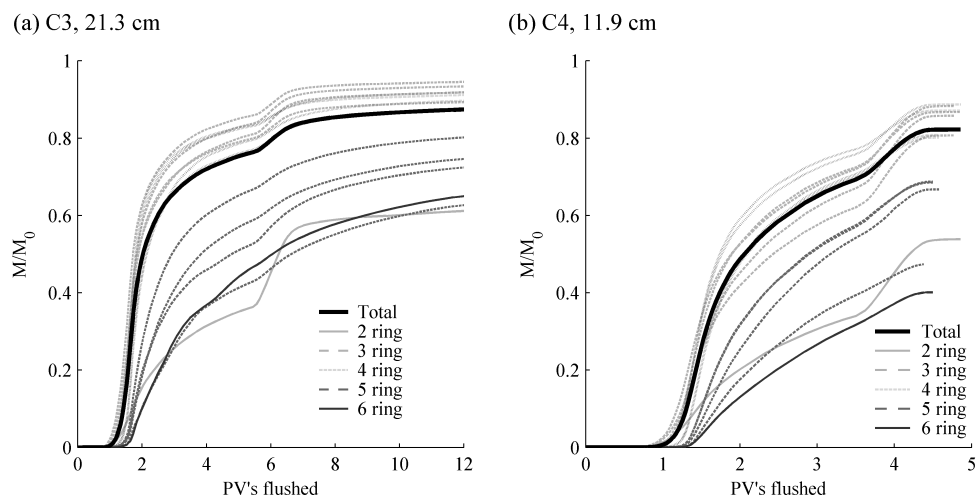 (a) C3, 21.3 cm
1
0.8
0.6
0.4
0.2
0
M/M0
0 2 4 6 8 10 12
PV's flushed
Total
2 ring
3 ring
4 ring
5 ring
6 ring
(b) C4, 11.9 cm
1
0.8
0.6
0.4
0.2
0
M/M0
0 1 2 3 4 5
PV's flushed
Total
2 ring
3 ring
4 ring
5 ring
6 ring